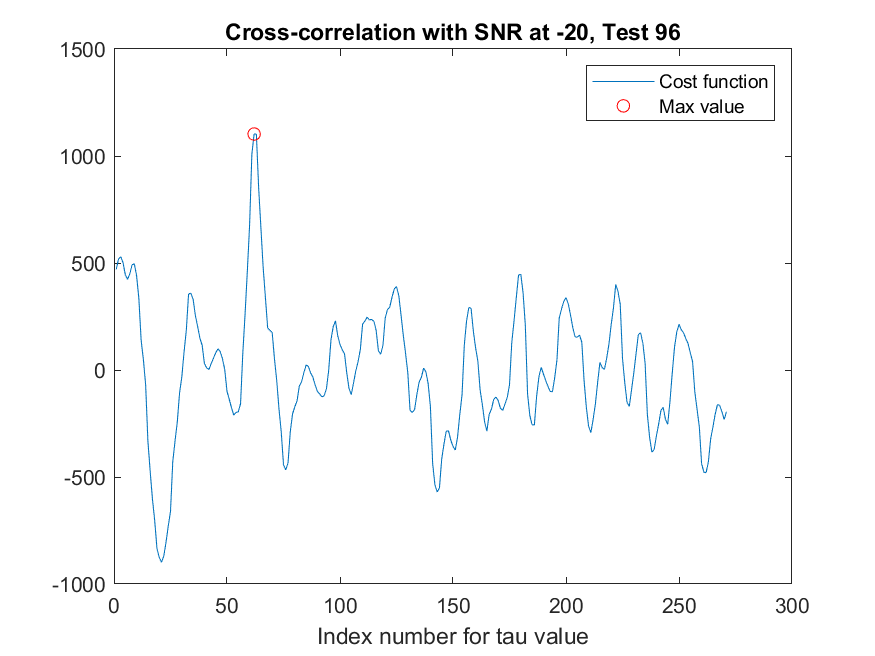 Cross-correlation with SNR at -20, Test 96
1500
Cost function
Max value
1000
500
0
-500
-1000
0 50 100 150 200 250 300
Index number for tau value